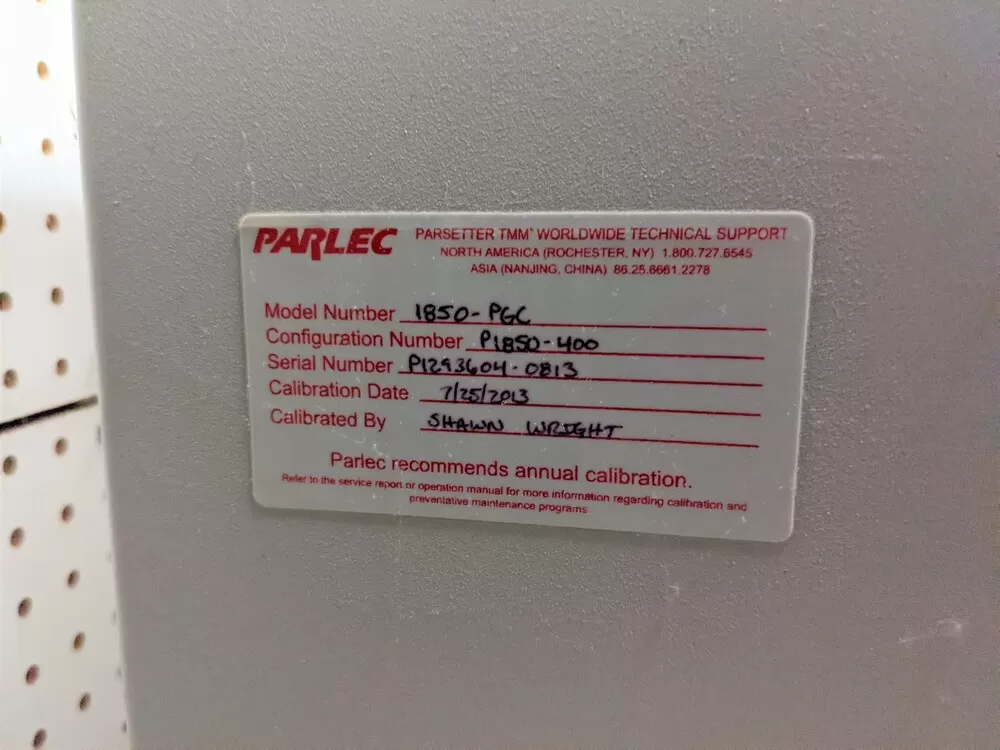 PARLEC
PARSETTER TMM® WORLDWIDE TECHNICAL SUPPORT
NORTH AMERICA (ROCHESTER, NY) 1.800.727.6545
ASIA (NANJING, CHINA) 86.25.6661.2278
Model Number 1850-PGC
Configuration Number P1850-400
Serial Number P1293604-0813
Calibration Date 7/25/2013
Calibrated By SHAWN WRIGHT
Parlec recommends annual calibration.
Refer to the service report or operation manual for more information regarding calibration and
preventative maintenance programs